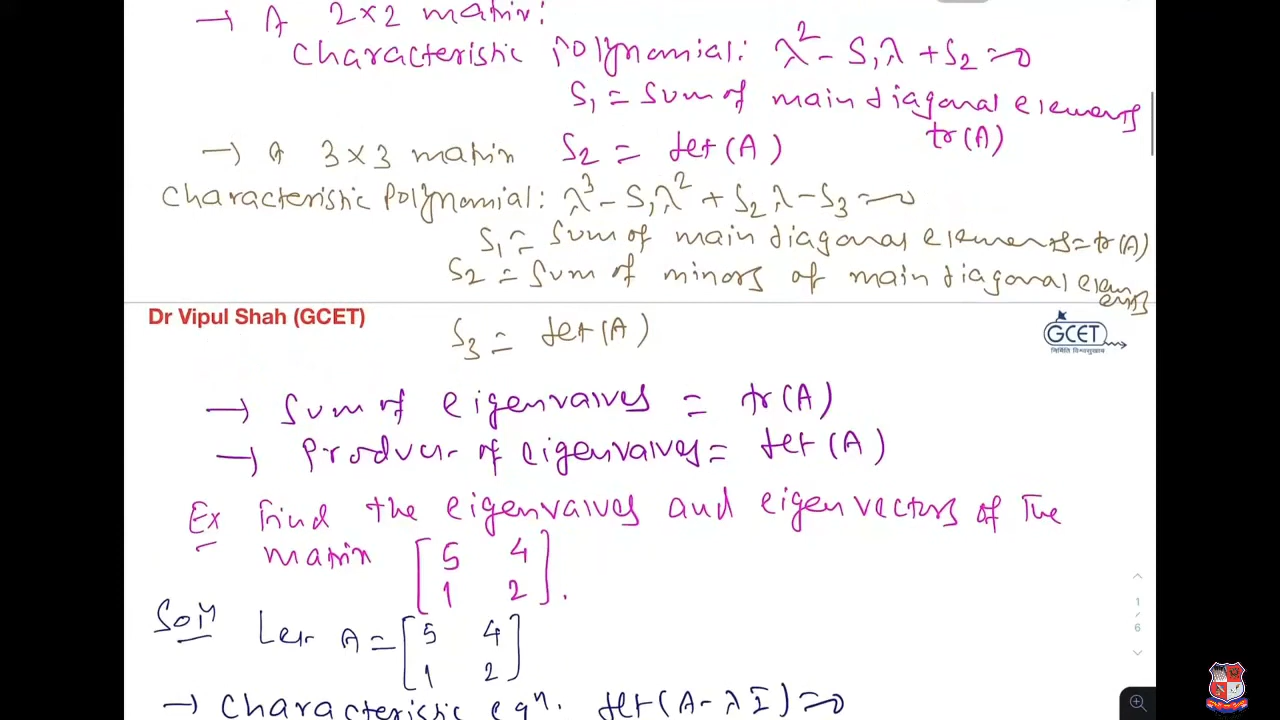 → A 2×2 matrix:
Characteristic Polynomial: λ² - S₁λ + S₂ = 0
S₁ = Sum of main diagonal elements
tr(A)
→ A 3×3 matrix S₂ = det(A)
Characteristic Polynomial: λ³ - S₁λ² + S₂λ - S₃ = 0
S₁ = Sum of main diagonal elements = tr(A)
S₂ = Sum of minors of main diagonal elements
Dr Vipul Shah (GCET)
GCET
S₃ = det(A)
→ Sum of eigenvalues = tr(A)
→ Product of eigenvalues = det(A)
Ex Find the eigenvalues and eigenvectors of the
matrix [5 4
1 2].
Solⁿ Let A = [5 4
1 2]
→ Characteristic eqⁿ. det(A - λI) = 0
1
/
6